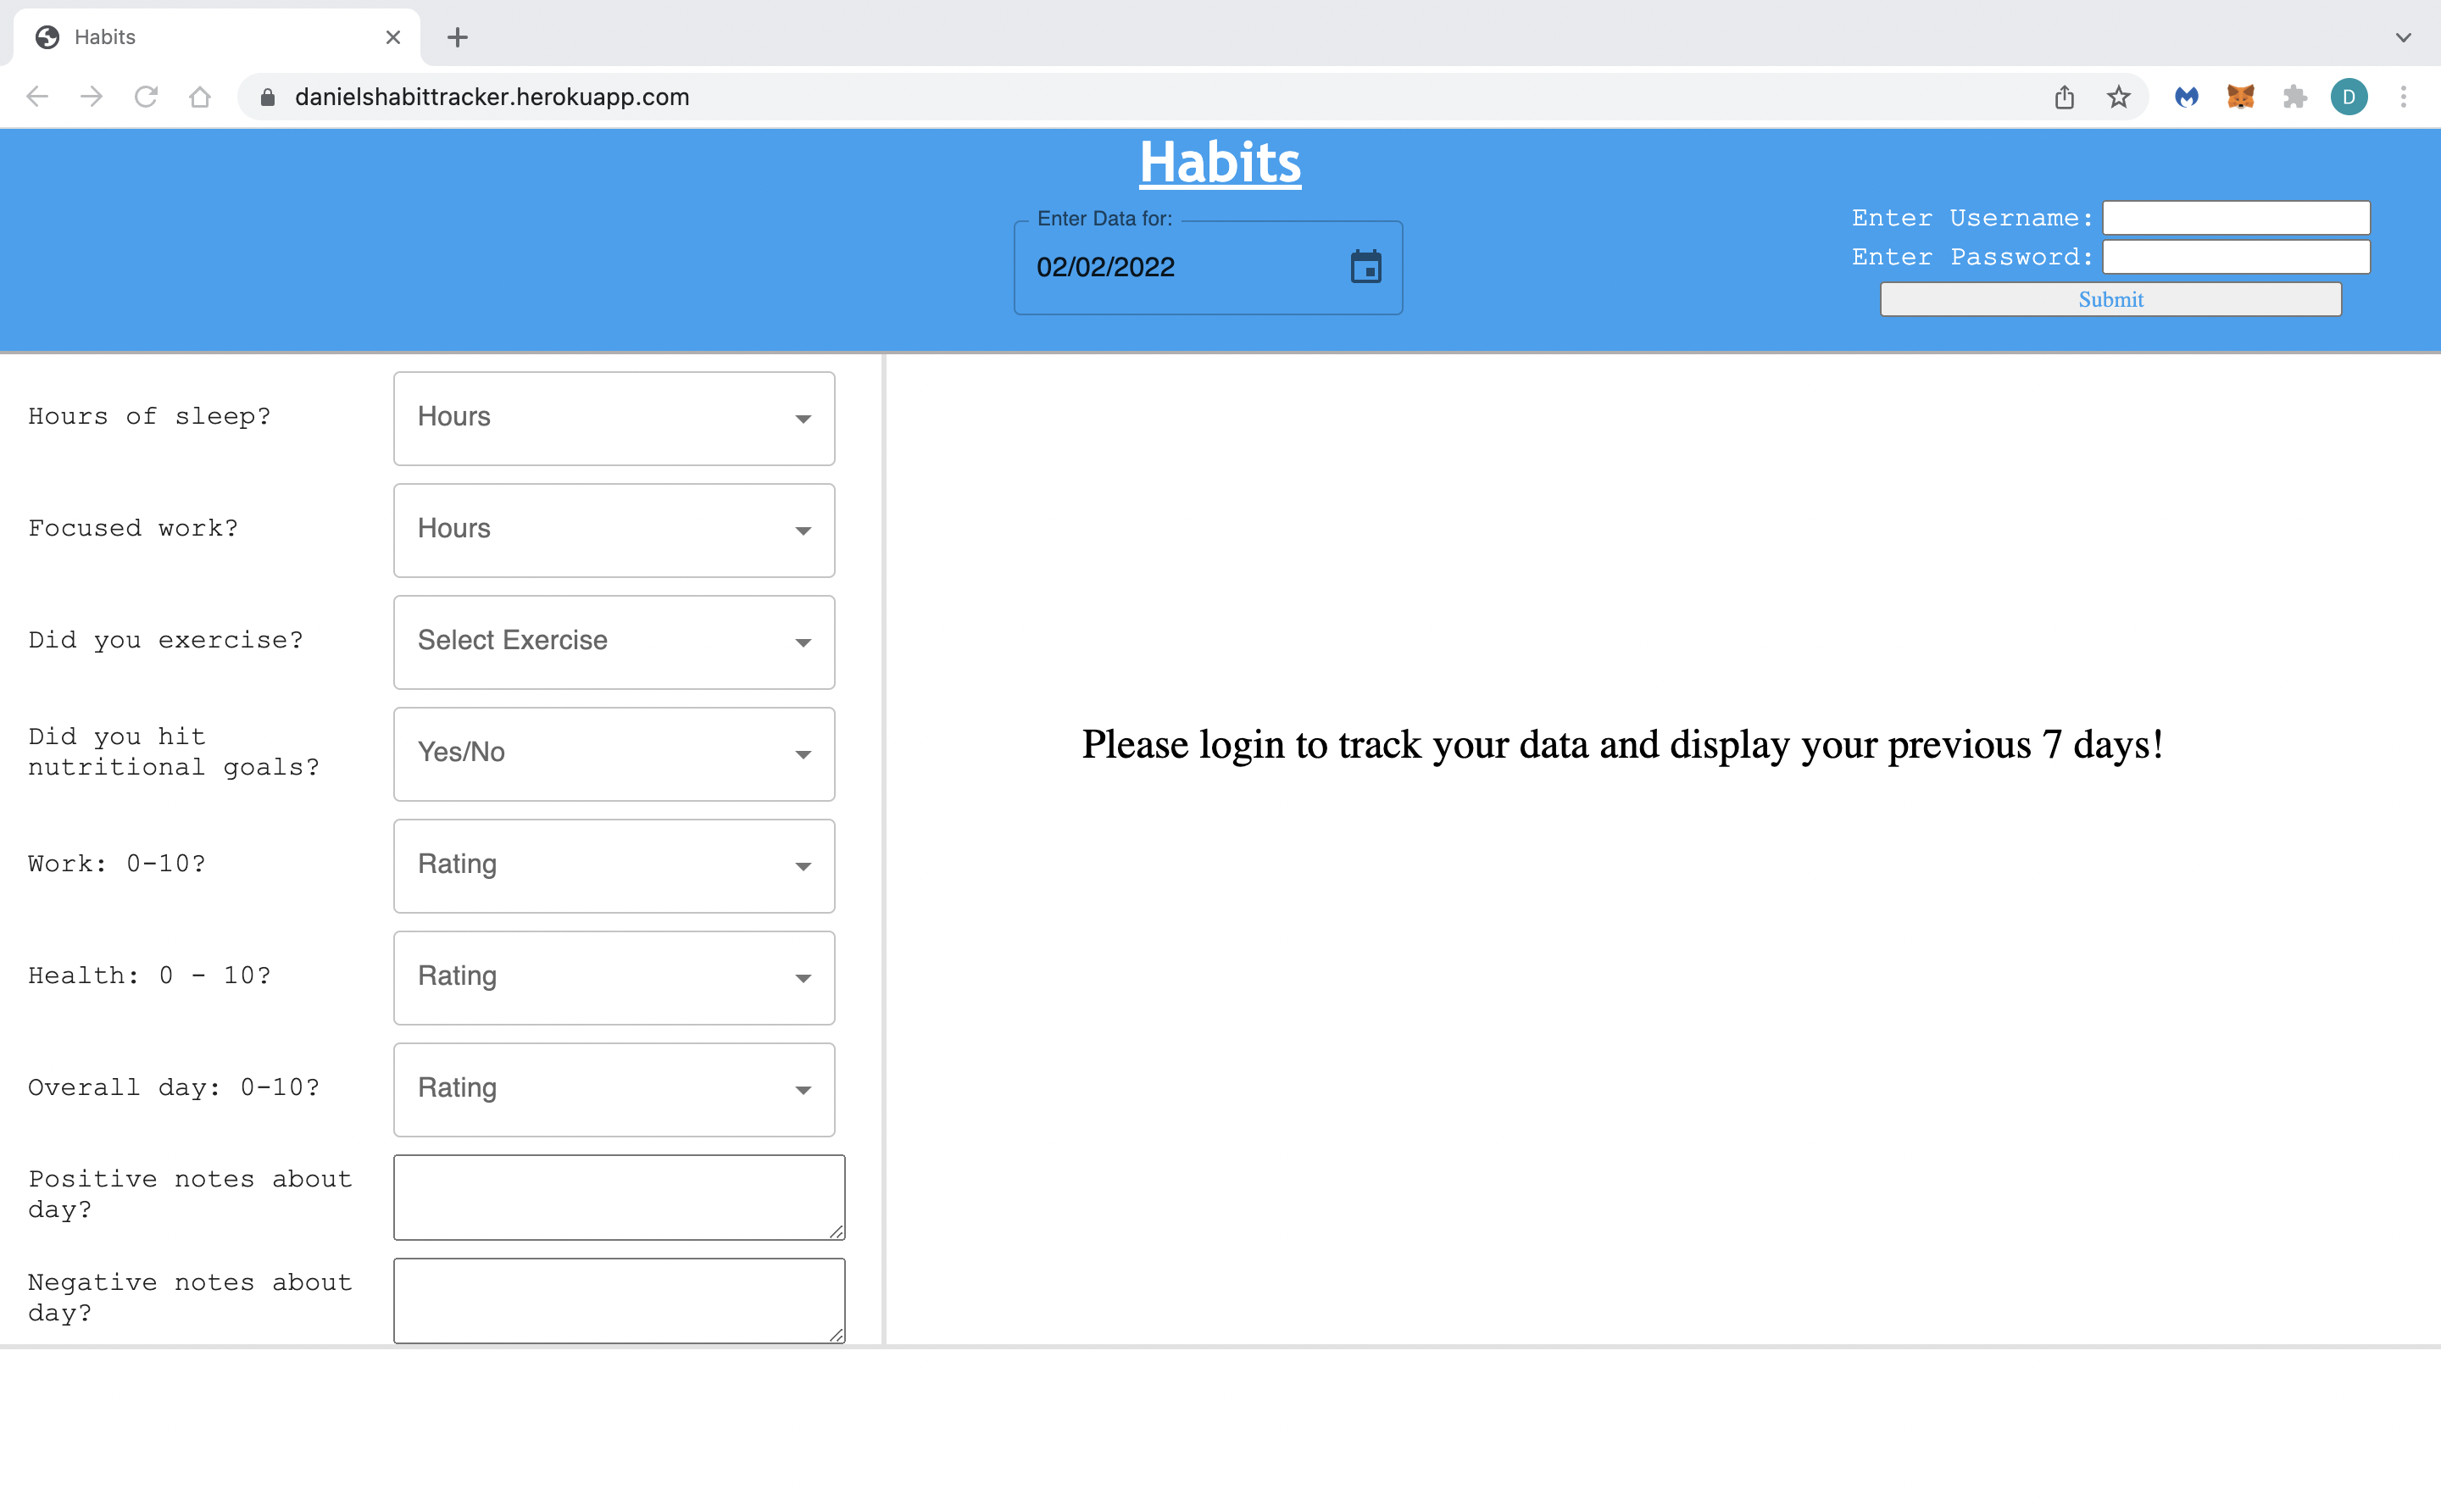 Habits
danielshabittracker.herokuapp.com
D
Habits
Enter Data for:
02/02/2022
Enter Username:
Enter Password:
Submit
Hours of sleep?
Hours
Focused work?
Hours
Did you exercise?
Select Exercise
Did you hit
nutritional goals?
Yes/No
Work: 0-10?
Rating
Health: 0 - 10?
Rating
Overall day: 0-10?
Rating
Positive notes about
day?
Negative notes about
day?
Please login to track your data and display your previous 7 days!